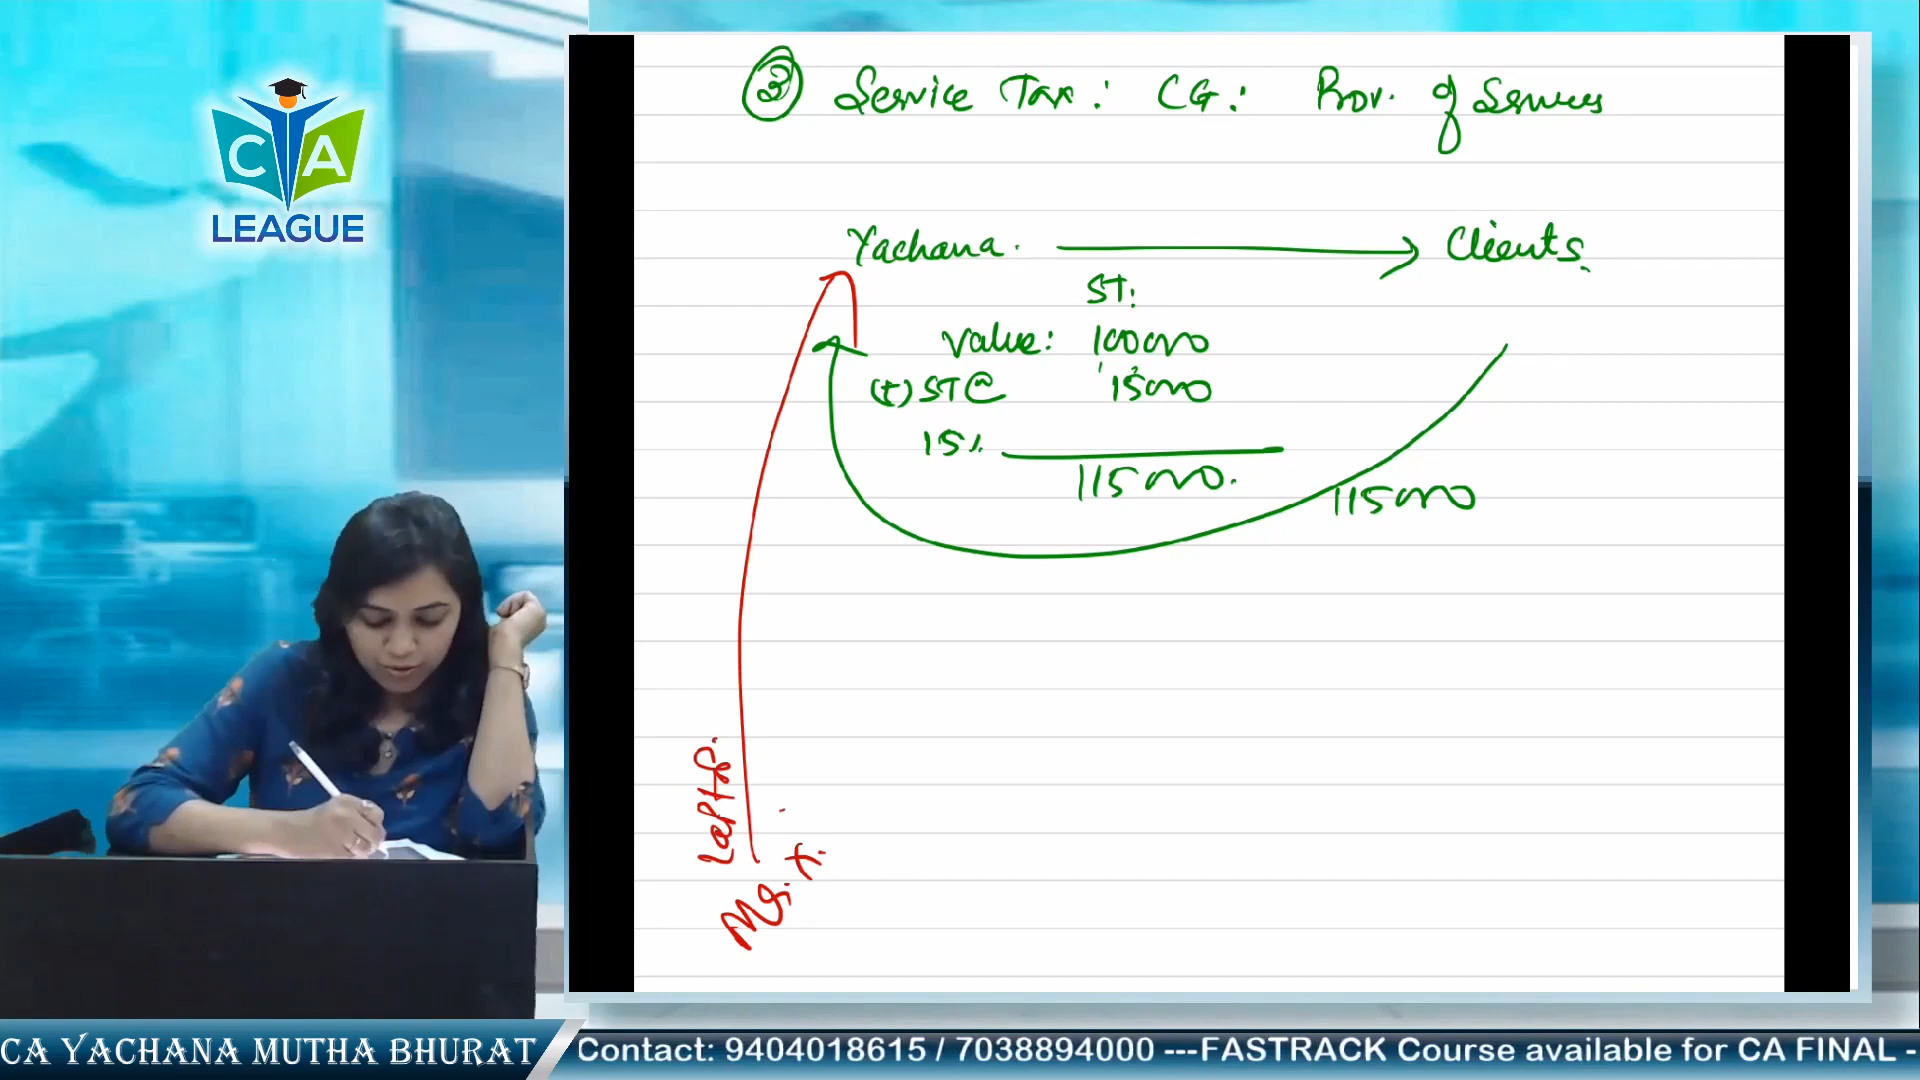 CA
LEAGUE
③ Service Tax: CG: Prov. of Services
Yachana. Clients.
ST:
Value: 100000
(+) ST@ 15000
15%
115000.
115000
Laptop.
Mr. X.
CA YACHANA MUTHA BHURAT
Contact: 9404018615 / 7038894000 ---FASTRACK Course available for CA FINAL -